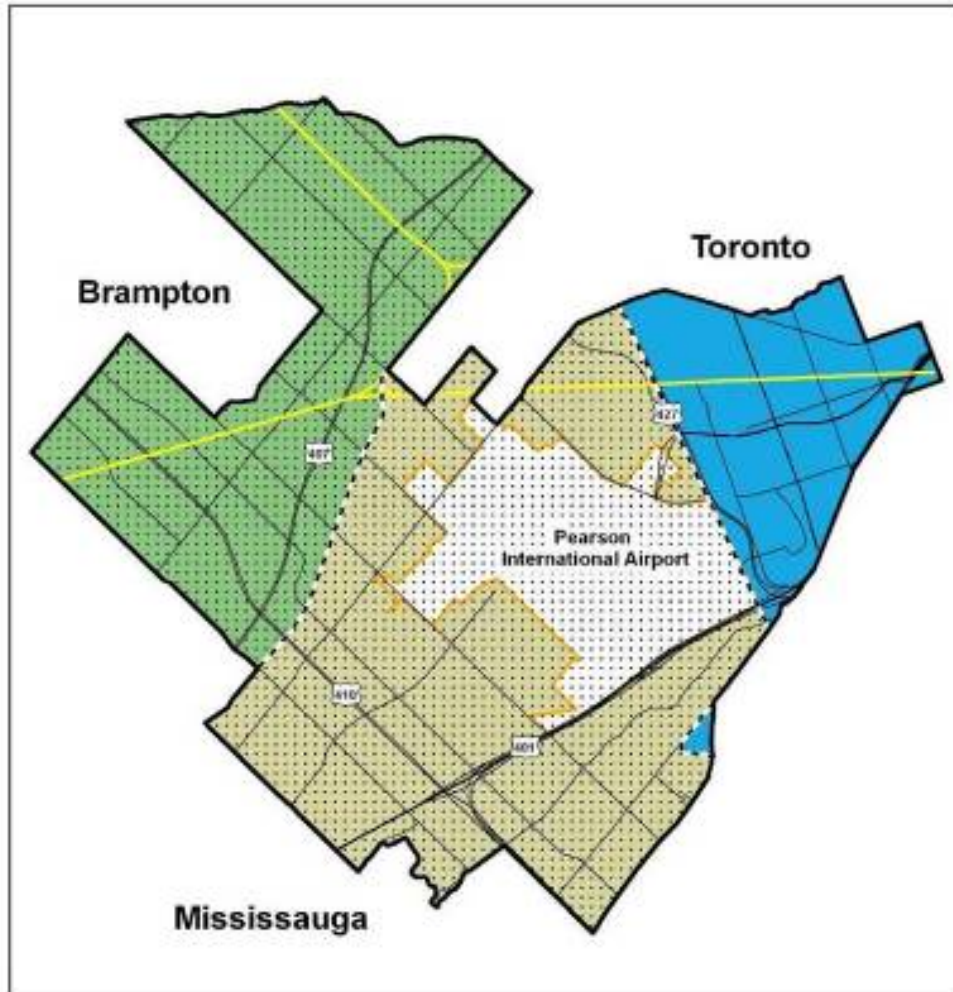 Toronto
Brampton
427
407
Pearson
International Airport
410
401
Mississauga